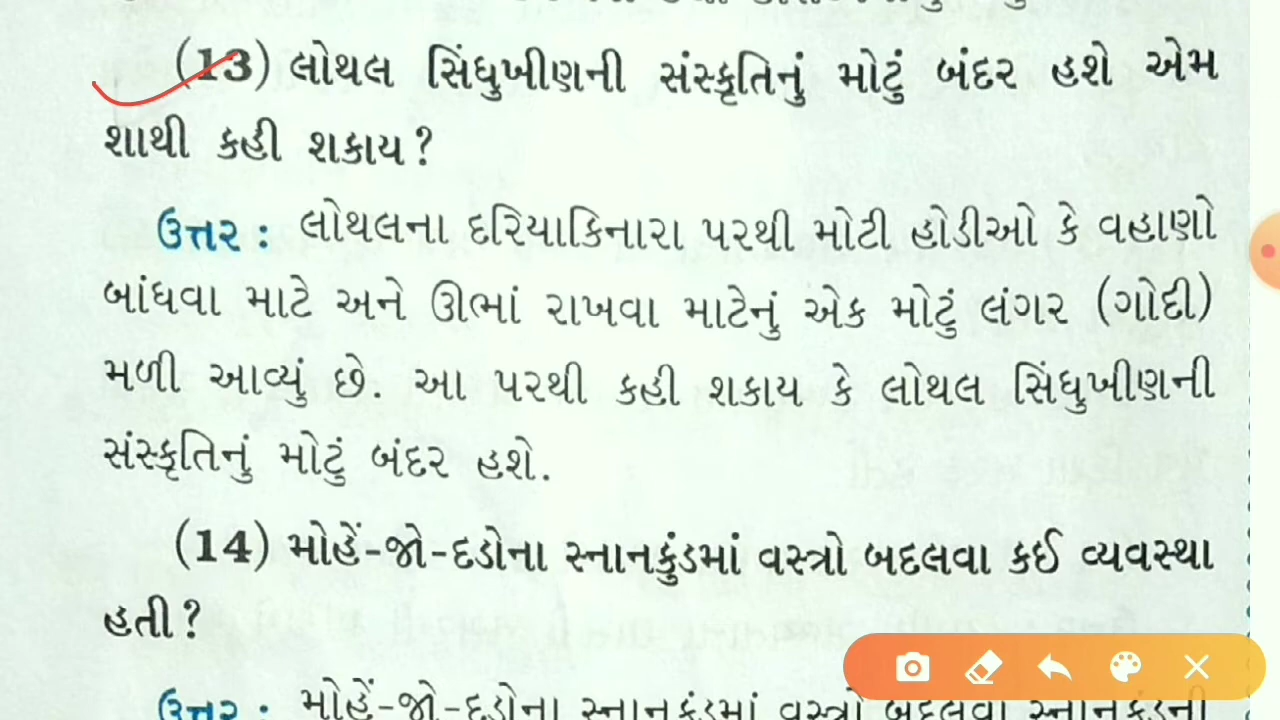 (13) લોથલ સિંધુખીણની સંસ્કૃતિનું મોટું બંદર હશે એમ
શાથી કહી શકાય?
ઉત્તર : લોથલના દરિયાકિનારા પરથી મોટી હોડીઓ કે વહાણો
બાંધવા માટે અને ઊભાં રાખવા માટેનું એક મોટું લંગર (ગોદી)
મળી આવ્યું છે. આ પરથી કહી શકાય કે લોથલ સિંધુખીણની
સંસ્કૃતિનું મોટું બંદર હશે.
(14) મોહેં-જો-દડોના સ્નાનકુંડમાં વસ્ત્રો બદલવા કઈ વ્યવસ્થા
હતી?
ઉત્તર : મોહેં-જો-દડોના સ્નાનકુંડમાં વસ્ત્રો બદલવા સ્નાનકુંડની